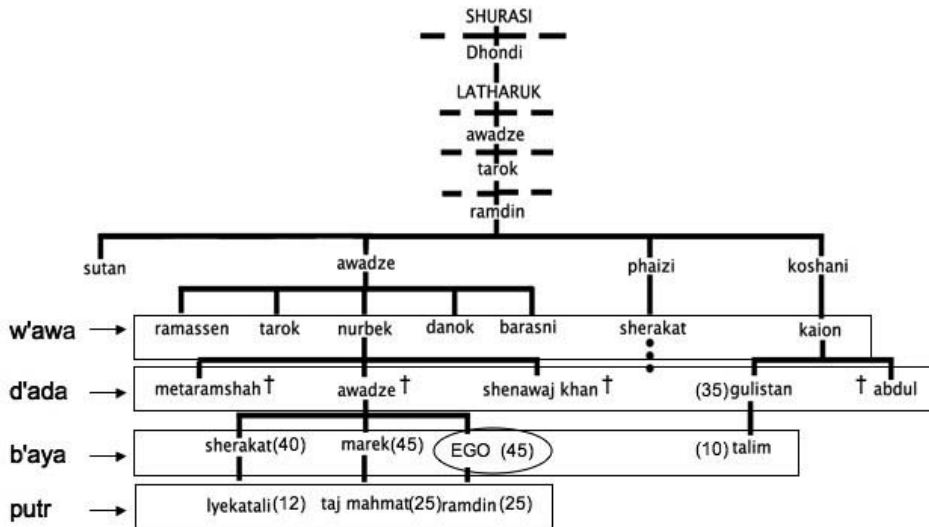 SHURASI
Dhondi
LATHARUK
awadze
tarok
ramdin
sutan awadze phaizi koshani
w'awa ramassen tarok nurbek danok barasni sherakat kaion
d'ada metaramshah † awadze † shenawaj khan † (35) gulistan † abdul
b'aya sherakat (40) marek (45) EGO (45) (10) talim
putr lyekatali (12) taj mahmat (25) ramdin (25)